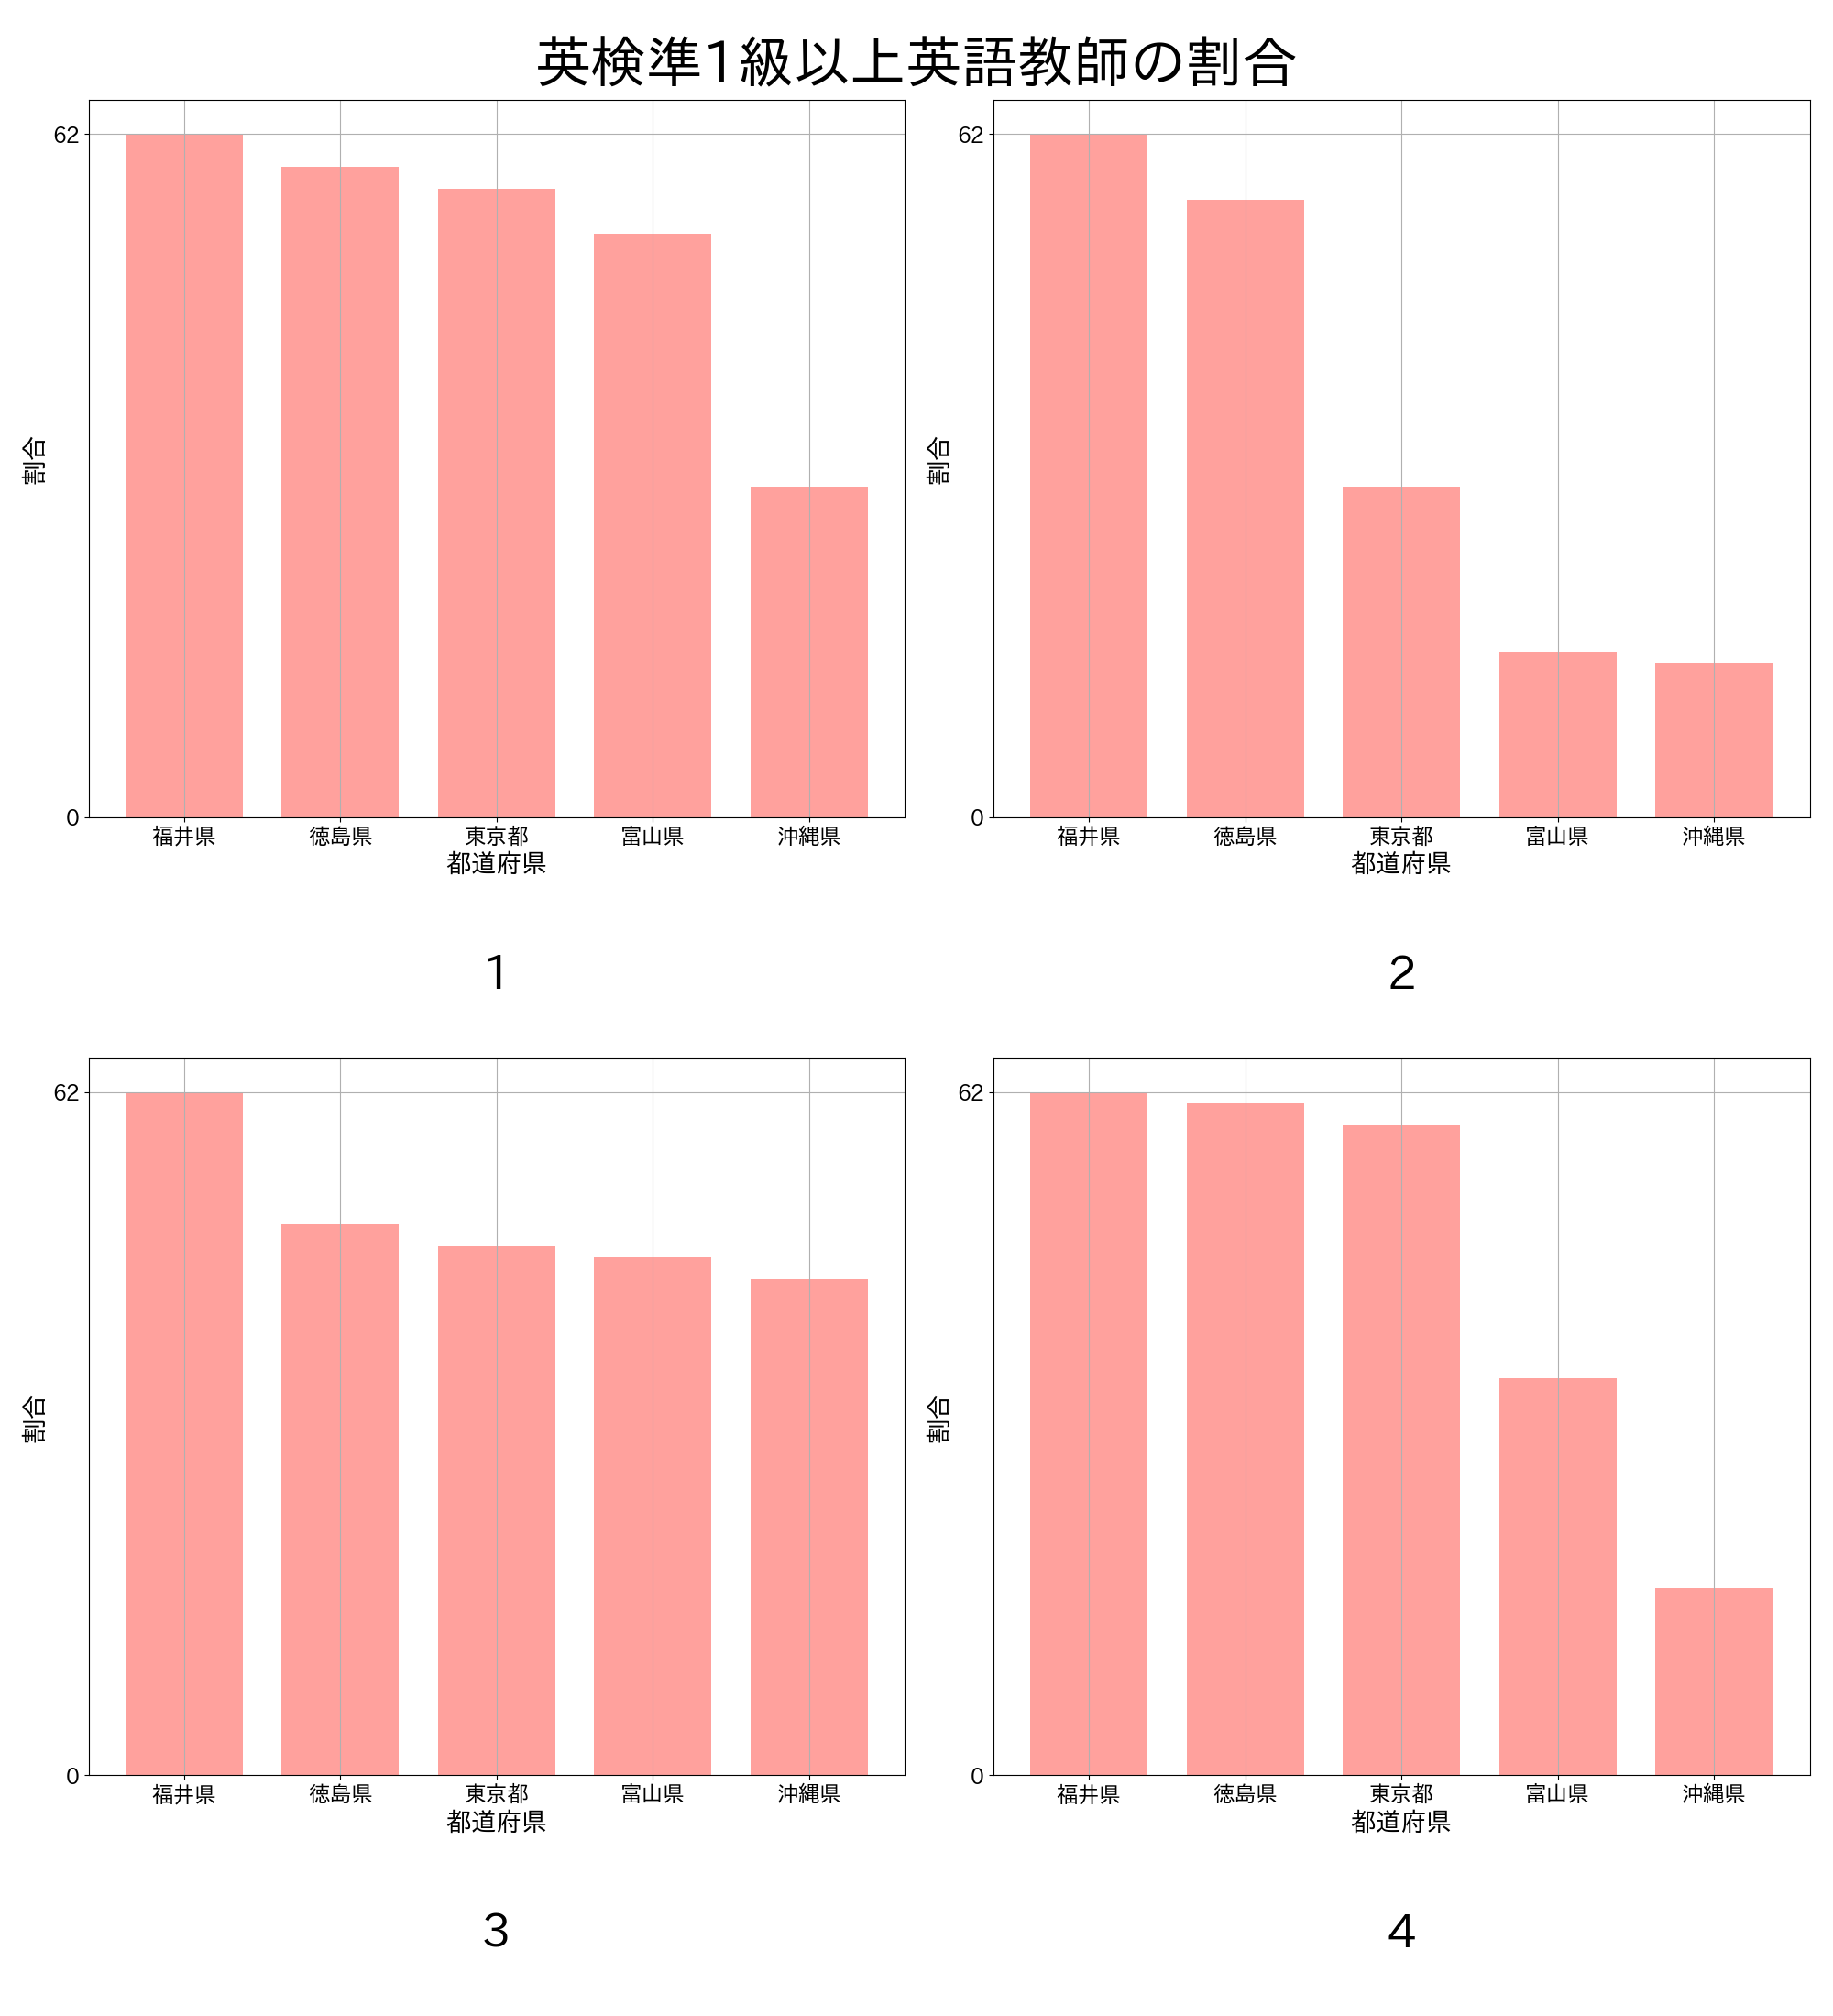 英検準1級以上英語教師の割合
62
0
割合
福井県 徳島県 東京都 富山県 沖縄県
都道府県
1
62
0
割合
福井県 徳島県 東京都 富山県 沖縄県
都道府県
2
62
0
割合
福井県 徳島県 東京都 富山県 沖縄県
都道府県
3
62
0
割合
福井県 徳島県 東京都 富山県 沖縄県
都道府県
4